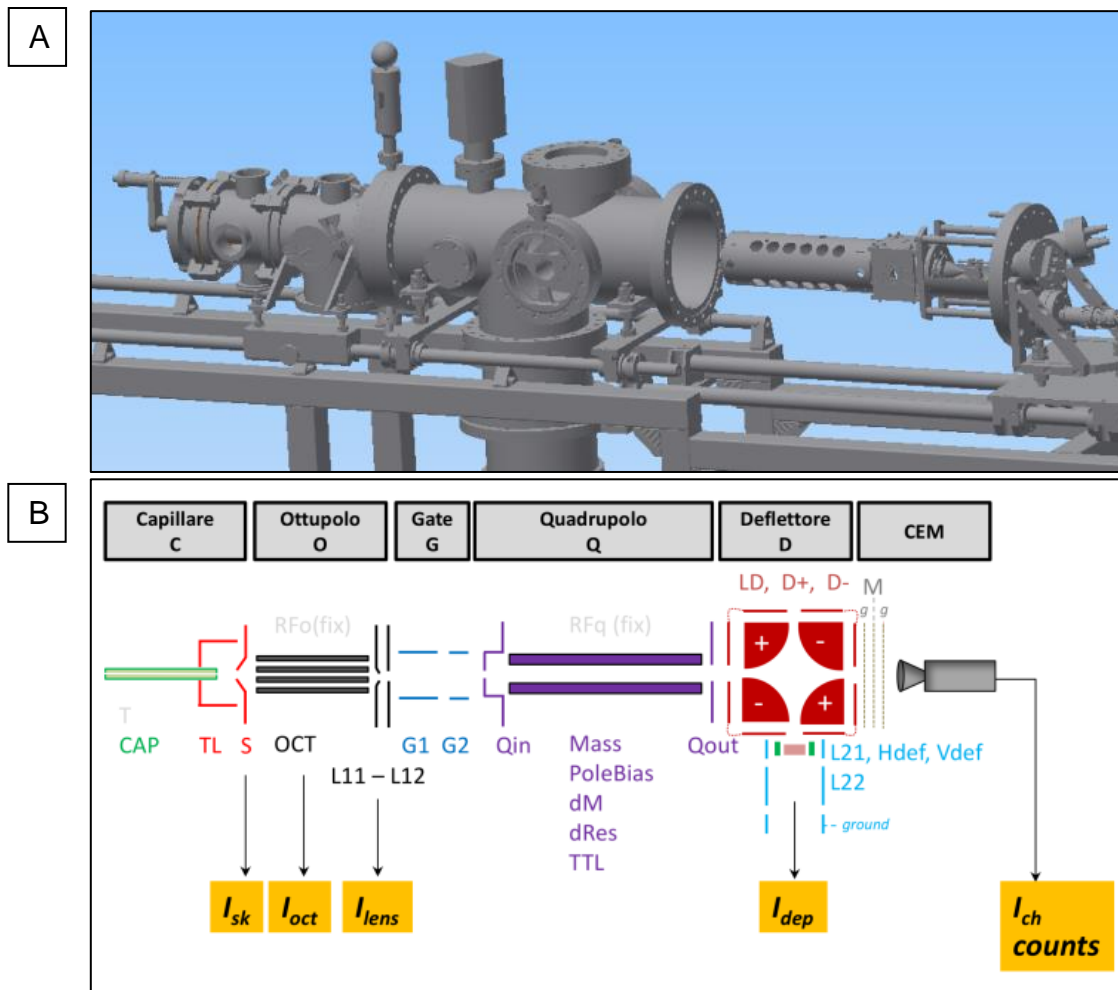 A
B
Capillare
C
Ottupolo
O
Gate
G
Quadrupolo
Q
Deflettore
D
CEM
LD, D+, D-
M
g g
RFo(fix)
RFq (fix)
+ -
- +
T
CAP
TL S
OCT
L11 – L12
G1 G2
Qin
Mass
PoleBias
dM
dRes
TTL
Qout
L21, Hdef, Vdef
L22
ground
Isk
Ioct
Ilens
Idep
Ich
counts